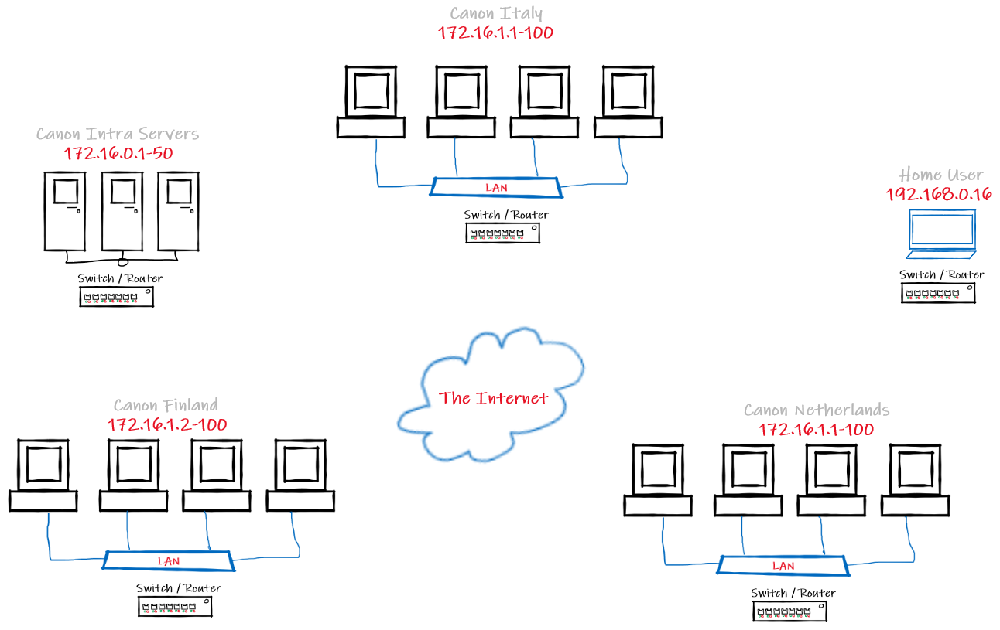 Canon Italy
172.16.1.1-100
LAN
Switch / Router
Canon Intra Servers
172.16.0.1-50
Switch / Router
Home User
192.168.0.16
Switch / Router
The Internet
Canon Finland
172.16.1.2-100
LAN
Switch / Router
Canon Netherlands
172.16.1.1-100
LAN
Switch / Router